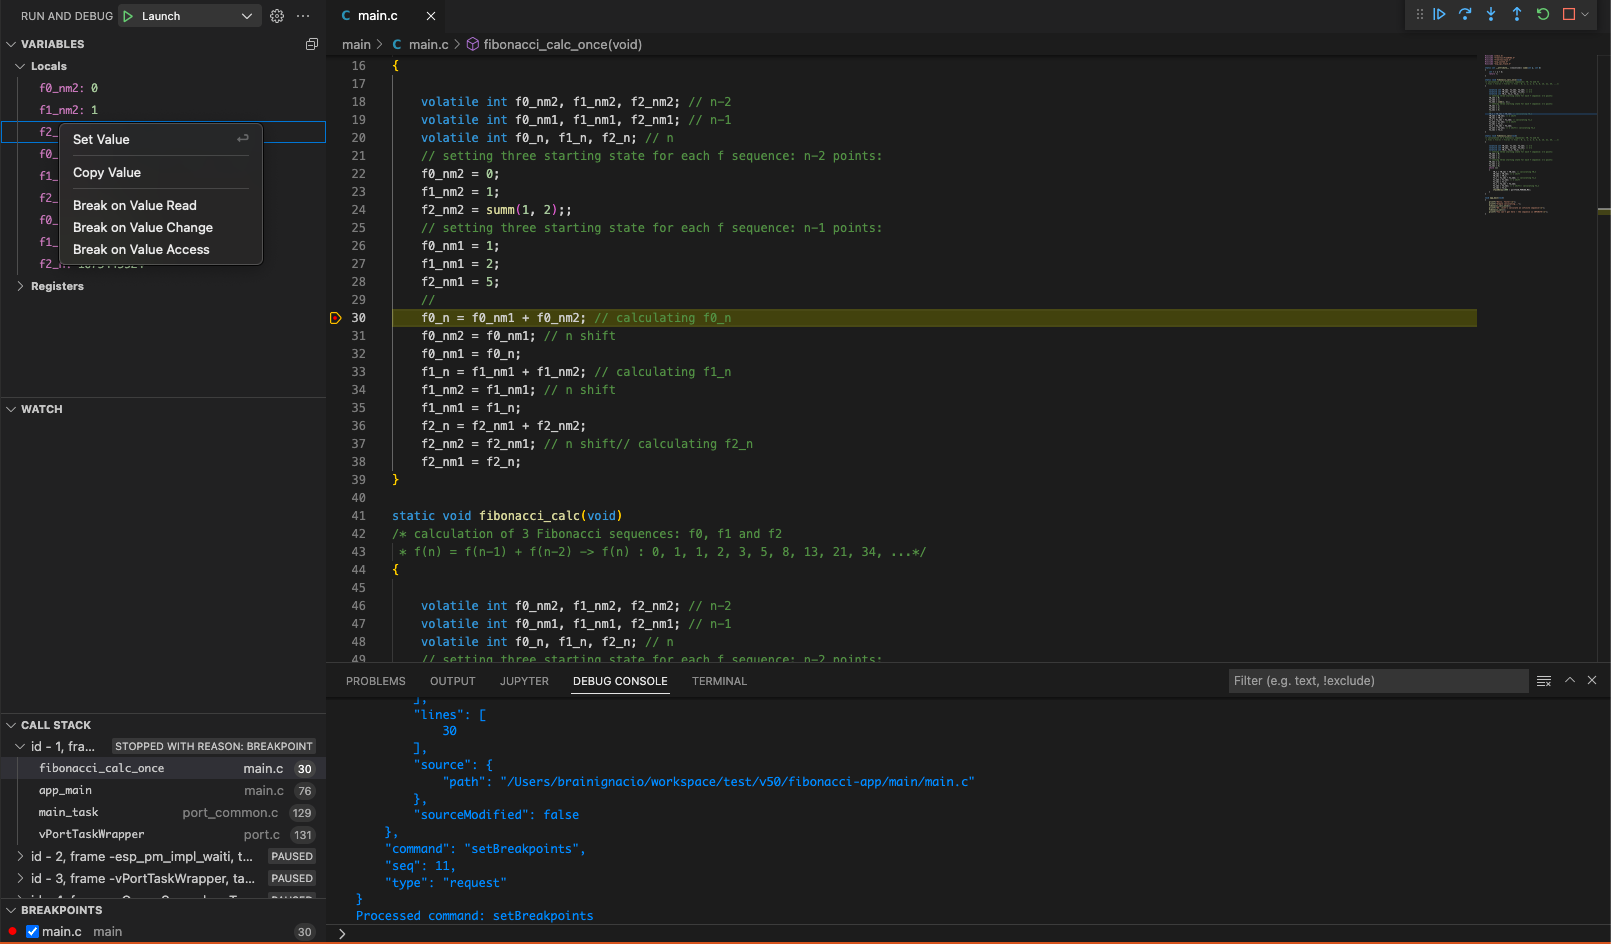 RUN AND DEBUG Launch
VARIABLES
Locals
f0_nm2: 0
f1_nm2: 1
f2_
f0_
f1_
f2_
f0_
f1_
f2_n:
Set Value
Copy Value
Break on Value Read
Break on Value Change
Break on Value Access
Registers
WATCH
CALL STACK
id - 1, fra... STOPPED WITH REASON: BREAKPOINT
fibonacci_calc_once main.c 30
app_main main.c 76
main_task port_common.c 129
vPortTaskWrapper port.c 131
id - 2, frame -esp_pm_impl_waiti, t... PAUSED
id - 3, frame -vPortTaskWrapper, ta... PAUSED
BREAKPOINTS
main.c main 30
C main.c
main > C main.c > fibonacci_calc_once(void)
16 {
17
18 volatile int f0_nm2, f1_nm2, f2_nm2; // n-2
19 volatile int f0_nm1, f1_nm1, f2_nm1; // n-1
20 volatile int f0_n, f1_n, f2_n; // n
21 // setting three starting state for each f sequence: n-2 points:
22 f0_nm2 = 0;
23 f1_nm2 = 1;
24 f2_nm2 = summ(1, 2);;
25 // setting three starting state for each f sequence: n-1 points:
26 f0_nm1 = 1;
27 f1_nm1 = 2;
28 f2_nm1 = 5;
29 //
30 f0_n = f0_nm1 + f0_nm2; // calculating f0_n
31 f0_nm2 = f0_nm1; // n shift
32 f0_nm1 = f0_n;
33 f1_n = f1_nm1 + f1_nm2; // calculating f1_n
34 f1_nm2 = f1_nm1; // n shift
35 f1_nm1 = f1_n;
36 f2_n = f2_nm1 + f2_nm2;
37 f2_nm2 = f2_nm1; // n shift// calculating f2_n
38 f2_nm1 = f2_n;
39 }
40
41 static void fibonacci_calc(void)
42 /* calculation of 3 Fibonacci sequences: f0, f1 and f2
43 * f(n) = f(n-1) + f(n-2) -> f(n) : 0, 1, 1, 2, 3, 5, 8, 13, 21, 34, ...*/
44 {
45
46 volatile int f0_nm2, f1_nm2, f2_nm2; // n-2
47 volatile int f0_nm1, f1_nm1, f2_nm1; // n-1
48 volatile int f0_n, f1_n, f2_n; // n
49 // setting three starting state for each f sequence: n-2 points:
PROBLEMS OUTPUT JUPYTER DEBUG CONSOLE TERMINAL Filter (e.g. text, !exclude)
],
"lines": [
30
],
"source": {
"path": "/Users/brainignacio/workspace/test/v50/fibonacci-app/main/main.c"
},
"sourceModified": false
},
"command": "setBreakpoints",
"seq": 11,
"type": "request"
}
Processed command: setBreakpoints
>